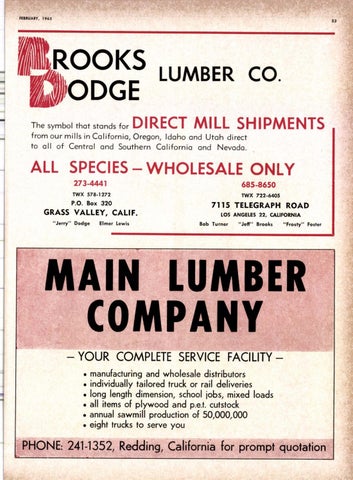 FEBRUARY, 1965
53
BROOKS
DODGE
LUMBER CO.
The symbol that stands for DIRECT MILL SHIPMENTS
from our mills in California, Oregon, Idaho and Utah direct
to all of Central and Southern California and Nevada.
ALL SPECIES — WHOLESALE ONLY
273-4441
TWX 578-1272
P.O. Box 320
GRASS VALLEY, CALIF.
"Jerry" Dodge Elmer Lewis
685-8650
TWX 722-6405
7115 TELEGRAPH ROAD
LOS ANGELES 22, CALIFORNIA
Bob Turner "Jeff" Brooks "Frosty" Foster
MAIN LUMBER
COMPANY
— YOUR COMPLETE SERVICE FACILITY —
• manufacturing and wholesale distributors
• individually tailored truck or rail deliveries
• long length dimension, school jobs, mixed loads
• all items of plywood and p.e.t. cutstock
• annual sawmill production of 50,000,000
• eight trucks to serve you
PHONE: 241-1352, Redding, California for prompt quotation